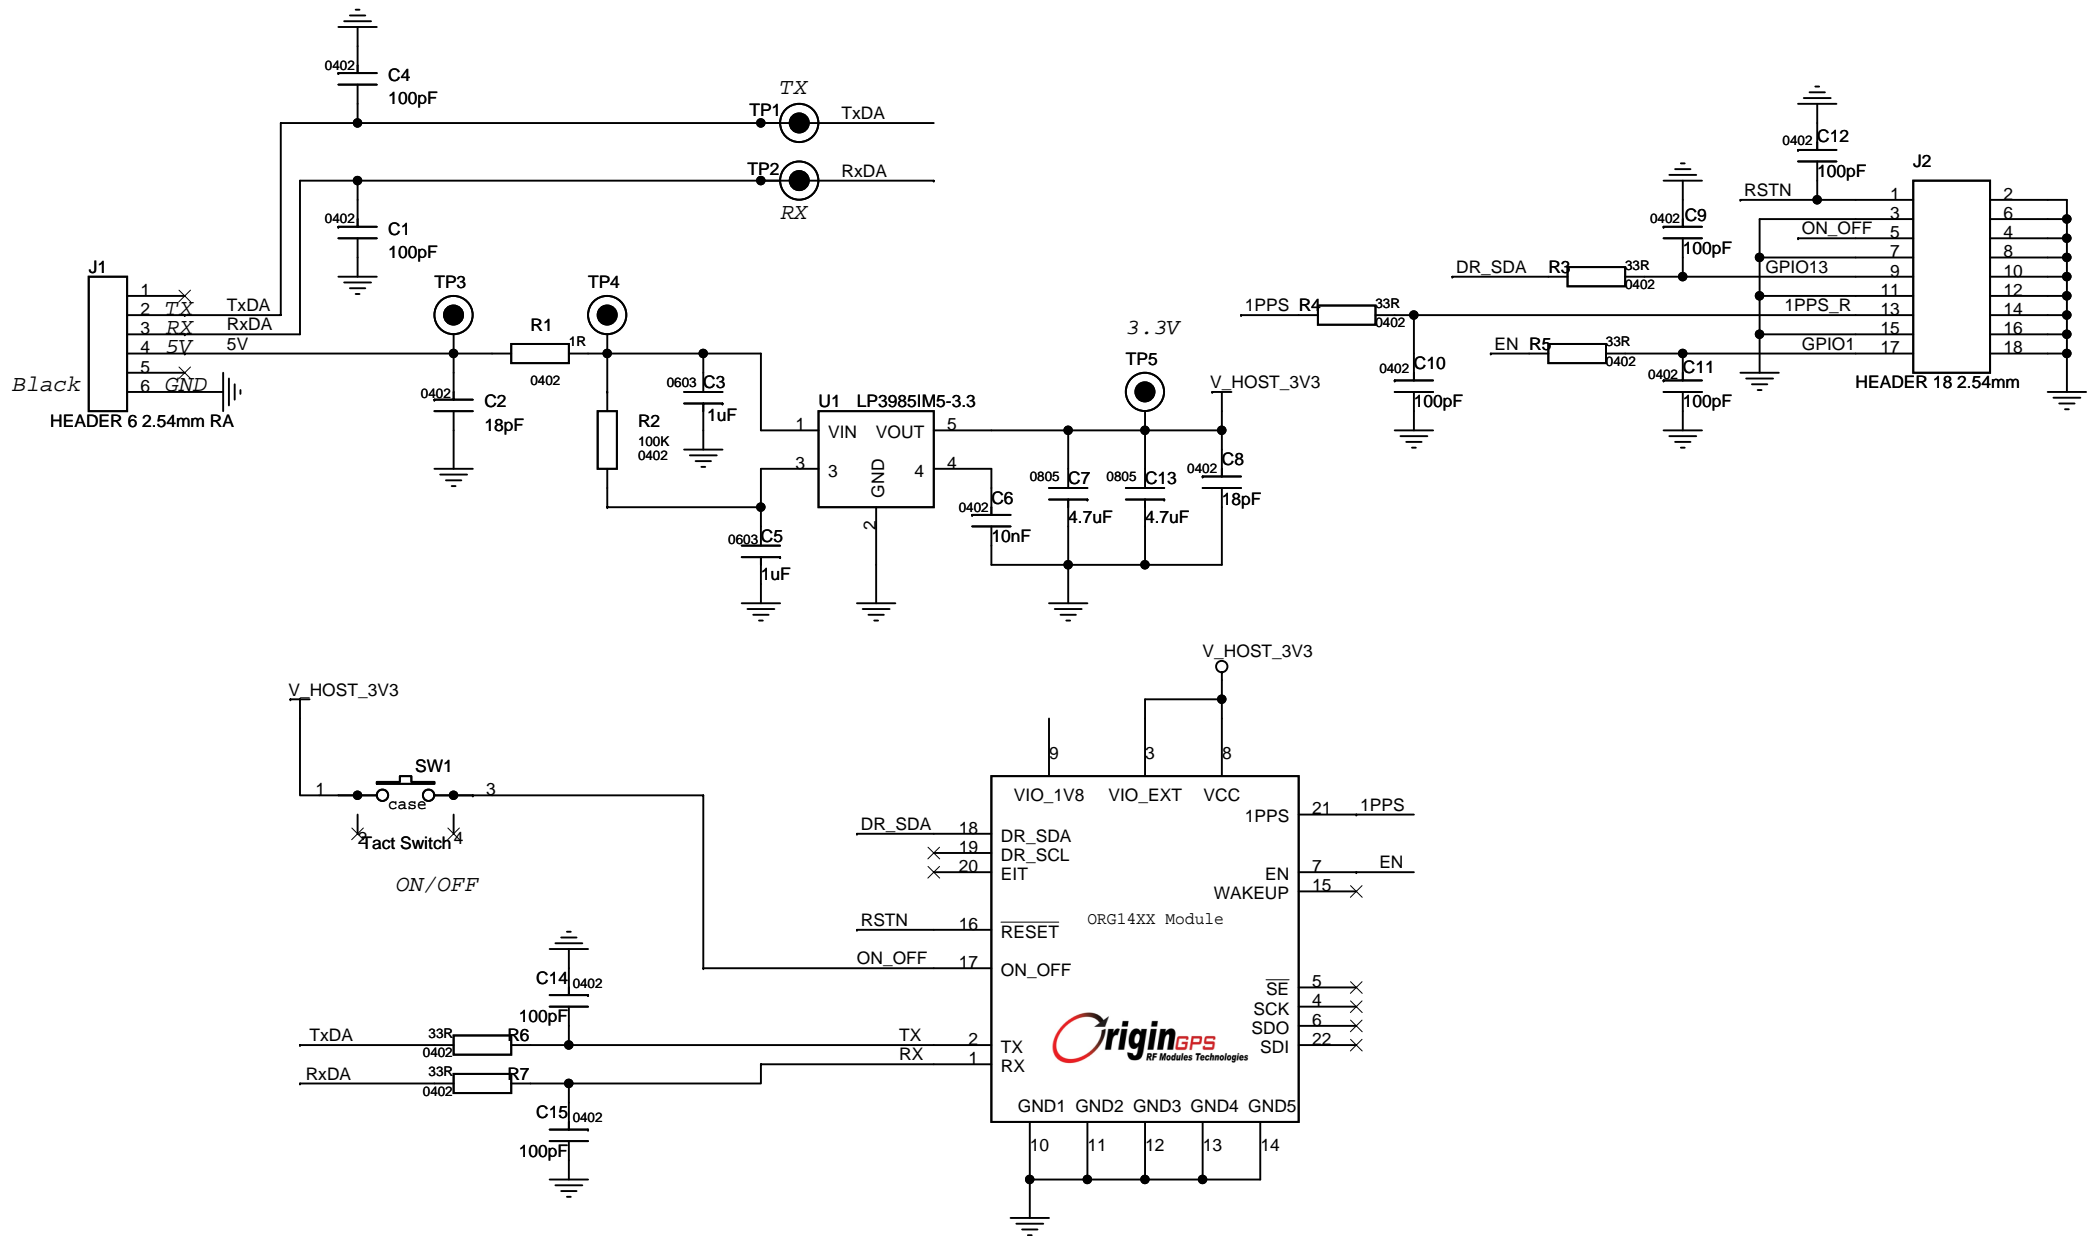 0402 C4
100pF
TX
TP1 TxDA
TP2 RxDA
RX
0402 C1
100pF
J1
1
2 TX TxDA
3 RX RxDA
4 5V 5V
5
6 GND
Black
HEADER 6 2.54mm RA
TP3
TP4
R1
1R
0402
0402 C2
18pF
R2
100K
0402
0603 C3
1uF
U1 LP3985IM5-3.3
1 VIN VOUT 5
3 3 4 4
GND
2
0603 C5
1uF
0402 C6
10nF
3.3V
TP5
V_HOST_3V3
0805 C7
4.7uF
0805 C13
4.7uF
0402 C8
18pF
0402 C12
100pF
J2
RSTN 1 2
3 6
ON_OFF 5 4
7 8
0402 C9
100pF
DR_SDA R3 33R
0402
GPIO13 9 10
11 12
1PPS R4 33R
0402
1PPS_R 13 14
15 16
EN R5 33R
0402
GPIO1 17 18
0402 C10
100pF
0402 C11
100pF
HEADER 18 2.54mm
V_HOST_3V3
SW1
1 3
case
2 Tact Switch 4
ON/OFF
V_HOST_3V3
9 3 8
VIO_1V8 VIO_EXT VCC
1PPS 21 1PPS
DR_SDA 18 DR_SDA
19 DR_SCL
20 EIT
EN 7 EN
WAKEUP 15
ORG14XX Module
RSTN 16 RESET
ON_OFF 17 ON_OFF
SE 5
SCK 4
SDO 6
SDI 22
OriginGPS
RF Modules Technologies
C14 0402
100pF
TxDA 33R R6
0402
TX 2 TX
RxDA 33R R7
0402
RX 1 RX
C15 0402
100pF
GND1 GND2 GND3 GND4 GND5
10 11 12 13 14